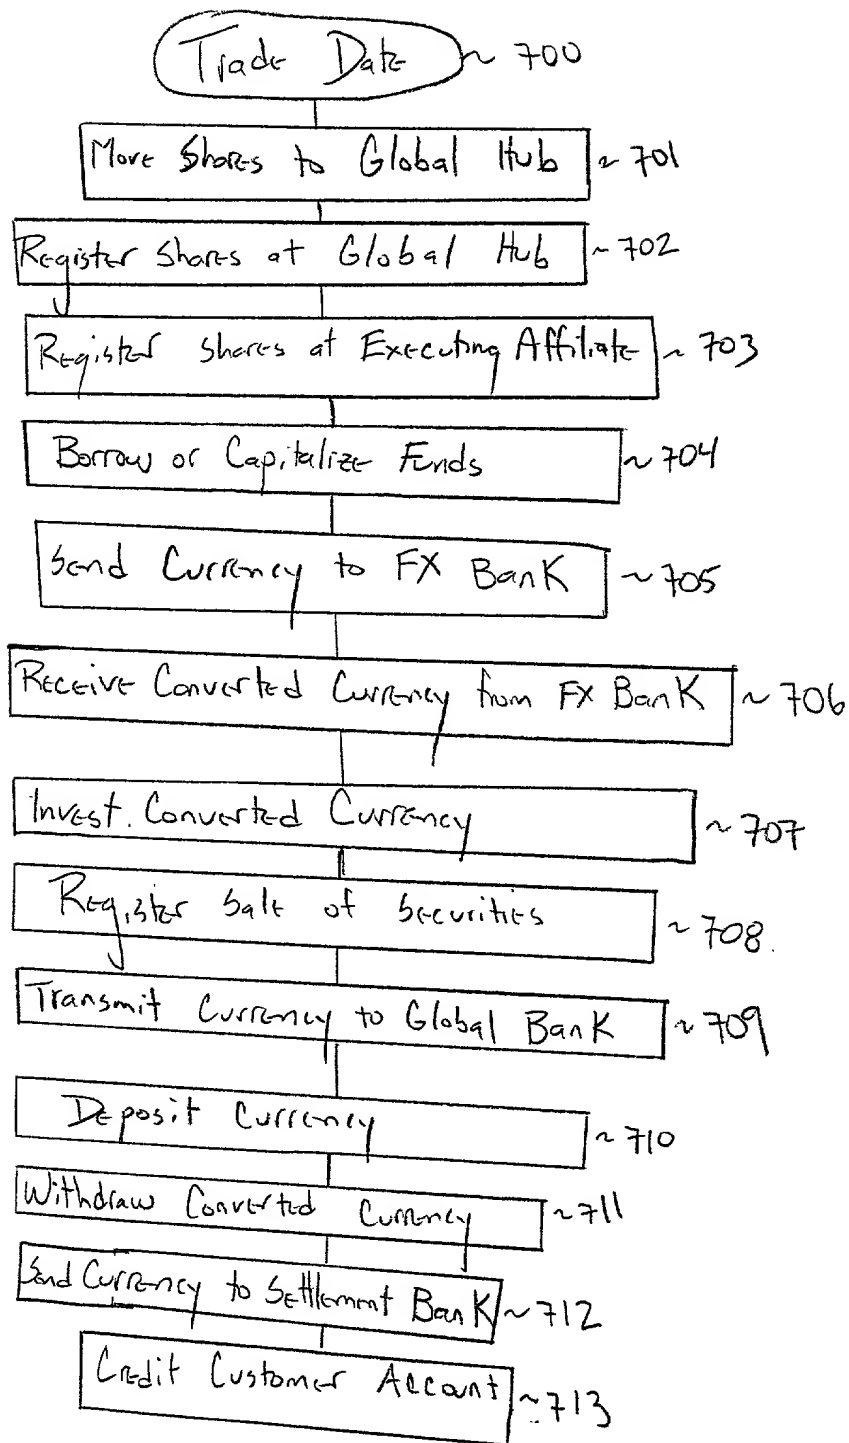 Trade Date ~ 700
More Shares to Global Hub ~ 701
Register Shares at Global Hub ~ 702
Register Shares at Executing Affiliate ~ 703
Borrow or Capitalize Funds ~ 704
Send Currency to FX Bank ~ 705
Receive Converted Currency from FX Bank ~ 706
Invest. Converted Currency ~ 707
Register Sale of Securities ~ 708.
Transmit Currency to Global Bank ~ 709
Deposit Currency ~ 710
Withdraw Converted Currency ~ 711
Send Currency to Settlement Bank ~ 712
Credit Customer Account ~ 713